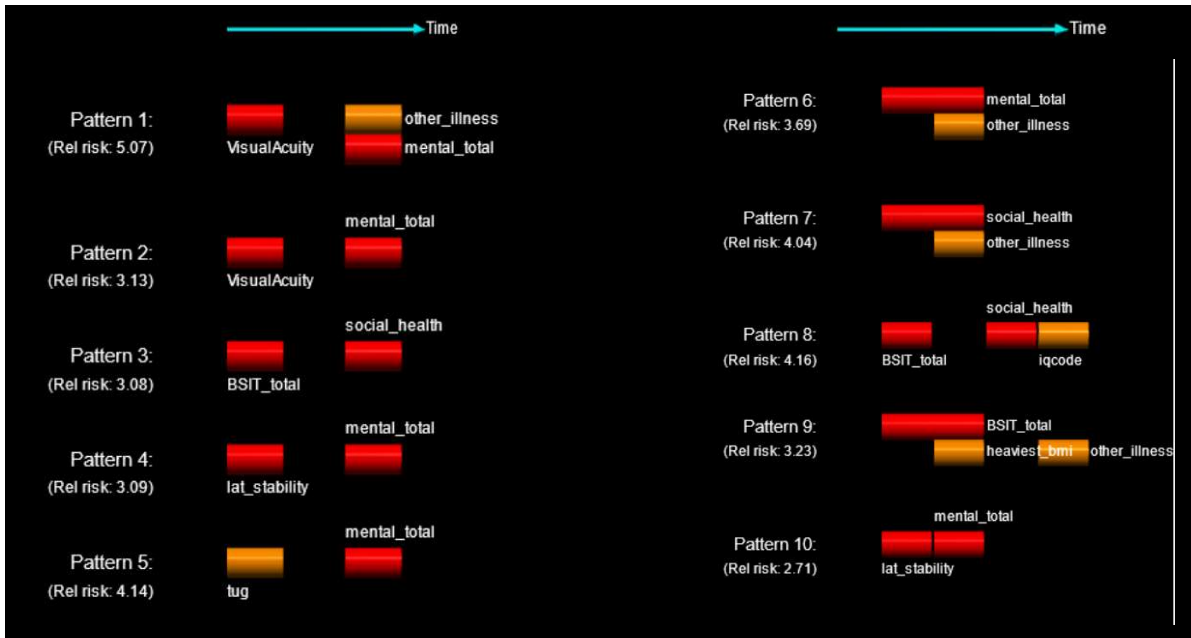 Time
Pattern 1:
(Rel risk: 5.07)
VisualAcuity
other_illness
mental_total
Pattern 2:
(Rel risk: 3.13)
mental_total
VisualAcuity
Pattern 3:
(Rel risk: 3.08)
social_health
BSIT_total
Pattern 4:
(Rel risk: 3.09)
mental_total
lat_stability
Pattern 5:
(Rel risk: 4.14)
mental_total
tug
Time
Pattern 6:
(Rel risk: 3.69)
mental_total
other_illness
Pattern 7:
(Rel risk: 4.04)
social_health
other_illness
Pattern 8:
(Rel risk: 4.16)
social_health
BSIT_total
iqcode
Pattern 9:
(Rel risk: 3.23)
BSIT_total
heaviest_bmi
other_illness
Pattern 10:
(Rel risk: 2.71)
mental_total
lat_stability